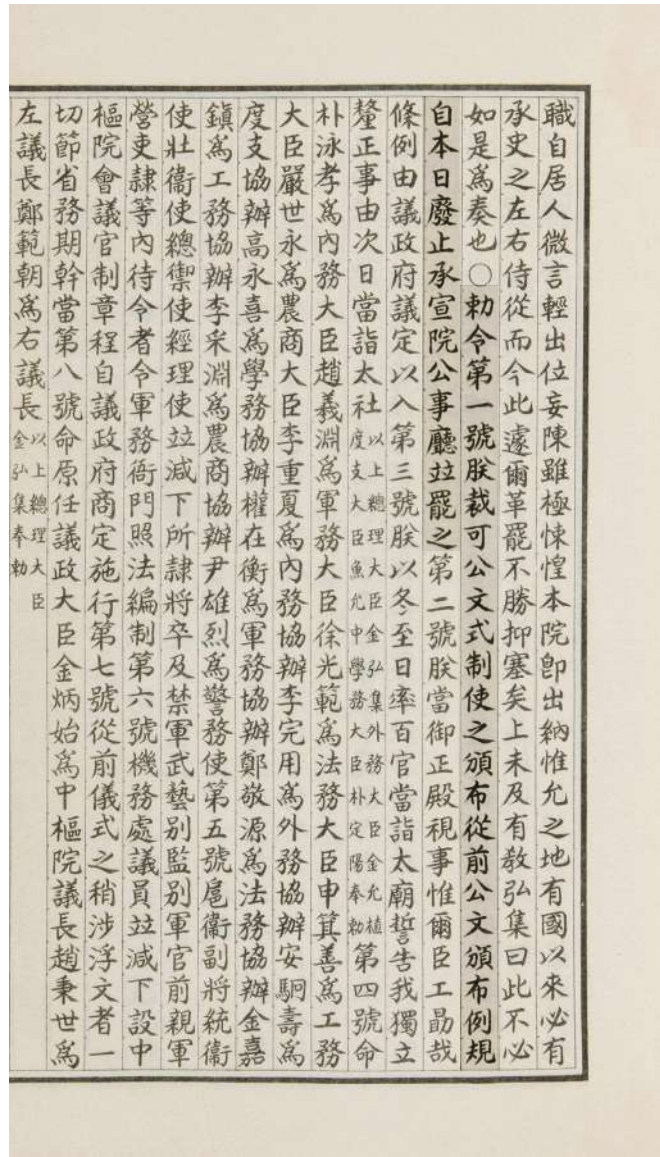 職自居人微言輕出位妄陳雖極悚惶本院卽出納惟允之地有國以來必有
承史之左右侍從而今此遽爾革罷不勝抑塞矣上未及有敎弘集曰此不必
如是爲奏也〇勅令第一號朕裁可公文式制使之頒布從前公文頒布例規
自本日廢止承宣院公事廳竝罷之第二號朕當御正殿視事惟爾臣工勖哉
條例由議政府議定以入第三號朕以冬至日率百官當詣太廟誓告我獨立
釐正事由次日當詣太社以上總理大臣金弘集外務大臣金允植度支大臣魚允中學務大臣朴定陽奉勅第四號命
朴泳孝爲內務大臣趙義淵爲軍務大臣徐光範爲法務大臣申箕善爲工務
大臣嚴世永爲農商大臣李重夏爲內務協辦李完用爲外務協辦安駉壽爲
度支協辦高永喜爲學務協辦權在衡爲軍務協辦鄭敬源爲法務協辦金嘉
鎭爲工務協辦李采淵爲農商協辦尹雄烈爲警務使第五號扈衞副將統衞
使壯衞使總禦使經理使竝減下所隷將卒及禁軍武藝別監別軍官前親軍
營吏隷等內待令者令軍務衙門照法編制第六號機務處議員竝減下設中
樞院會議官制章程自議政府商定施行第七號從前儀式之稍涉浮文者一
切節省務期幹當第八號命原任議政大臣金炳始爲中樞院議長趙秉世爲
左議長鄭範朝爲右議長以上總理大臣金弘集奉勅